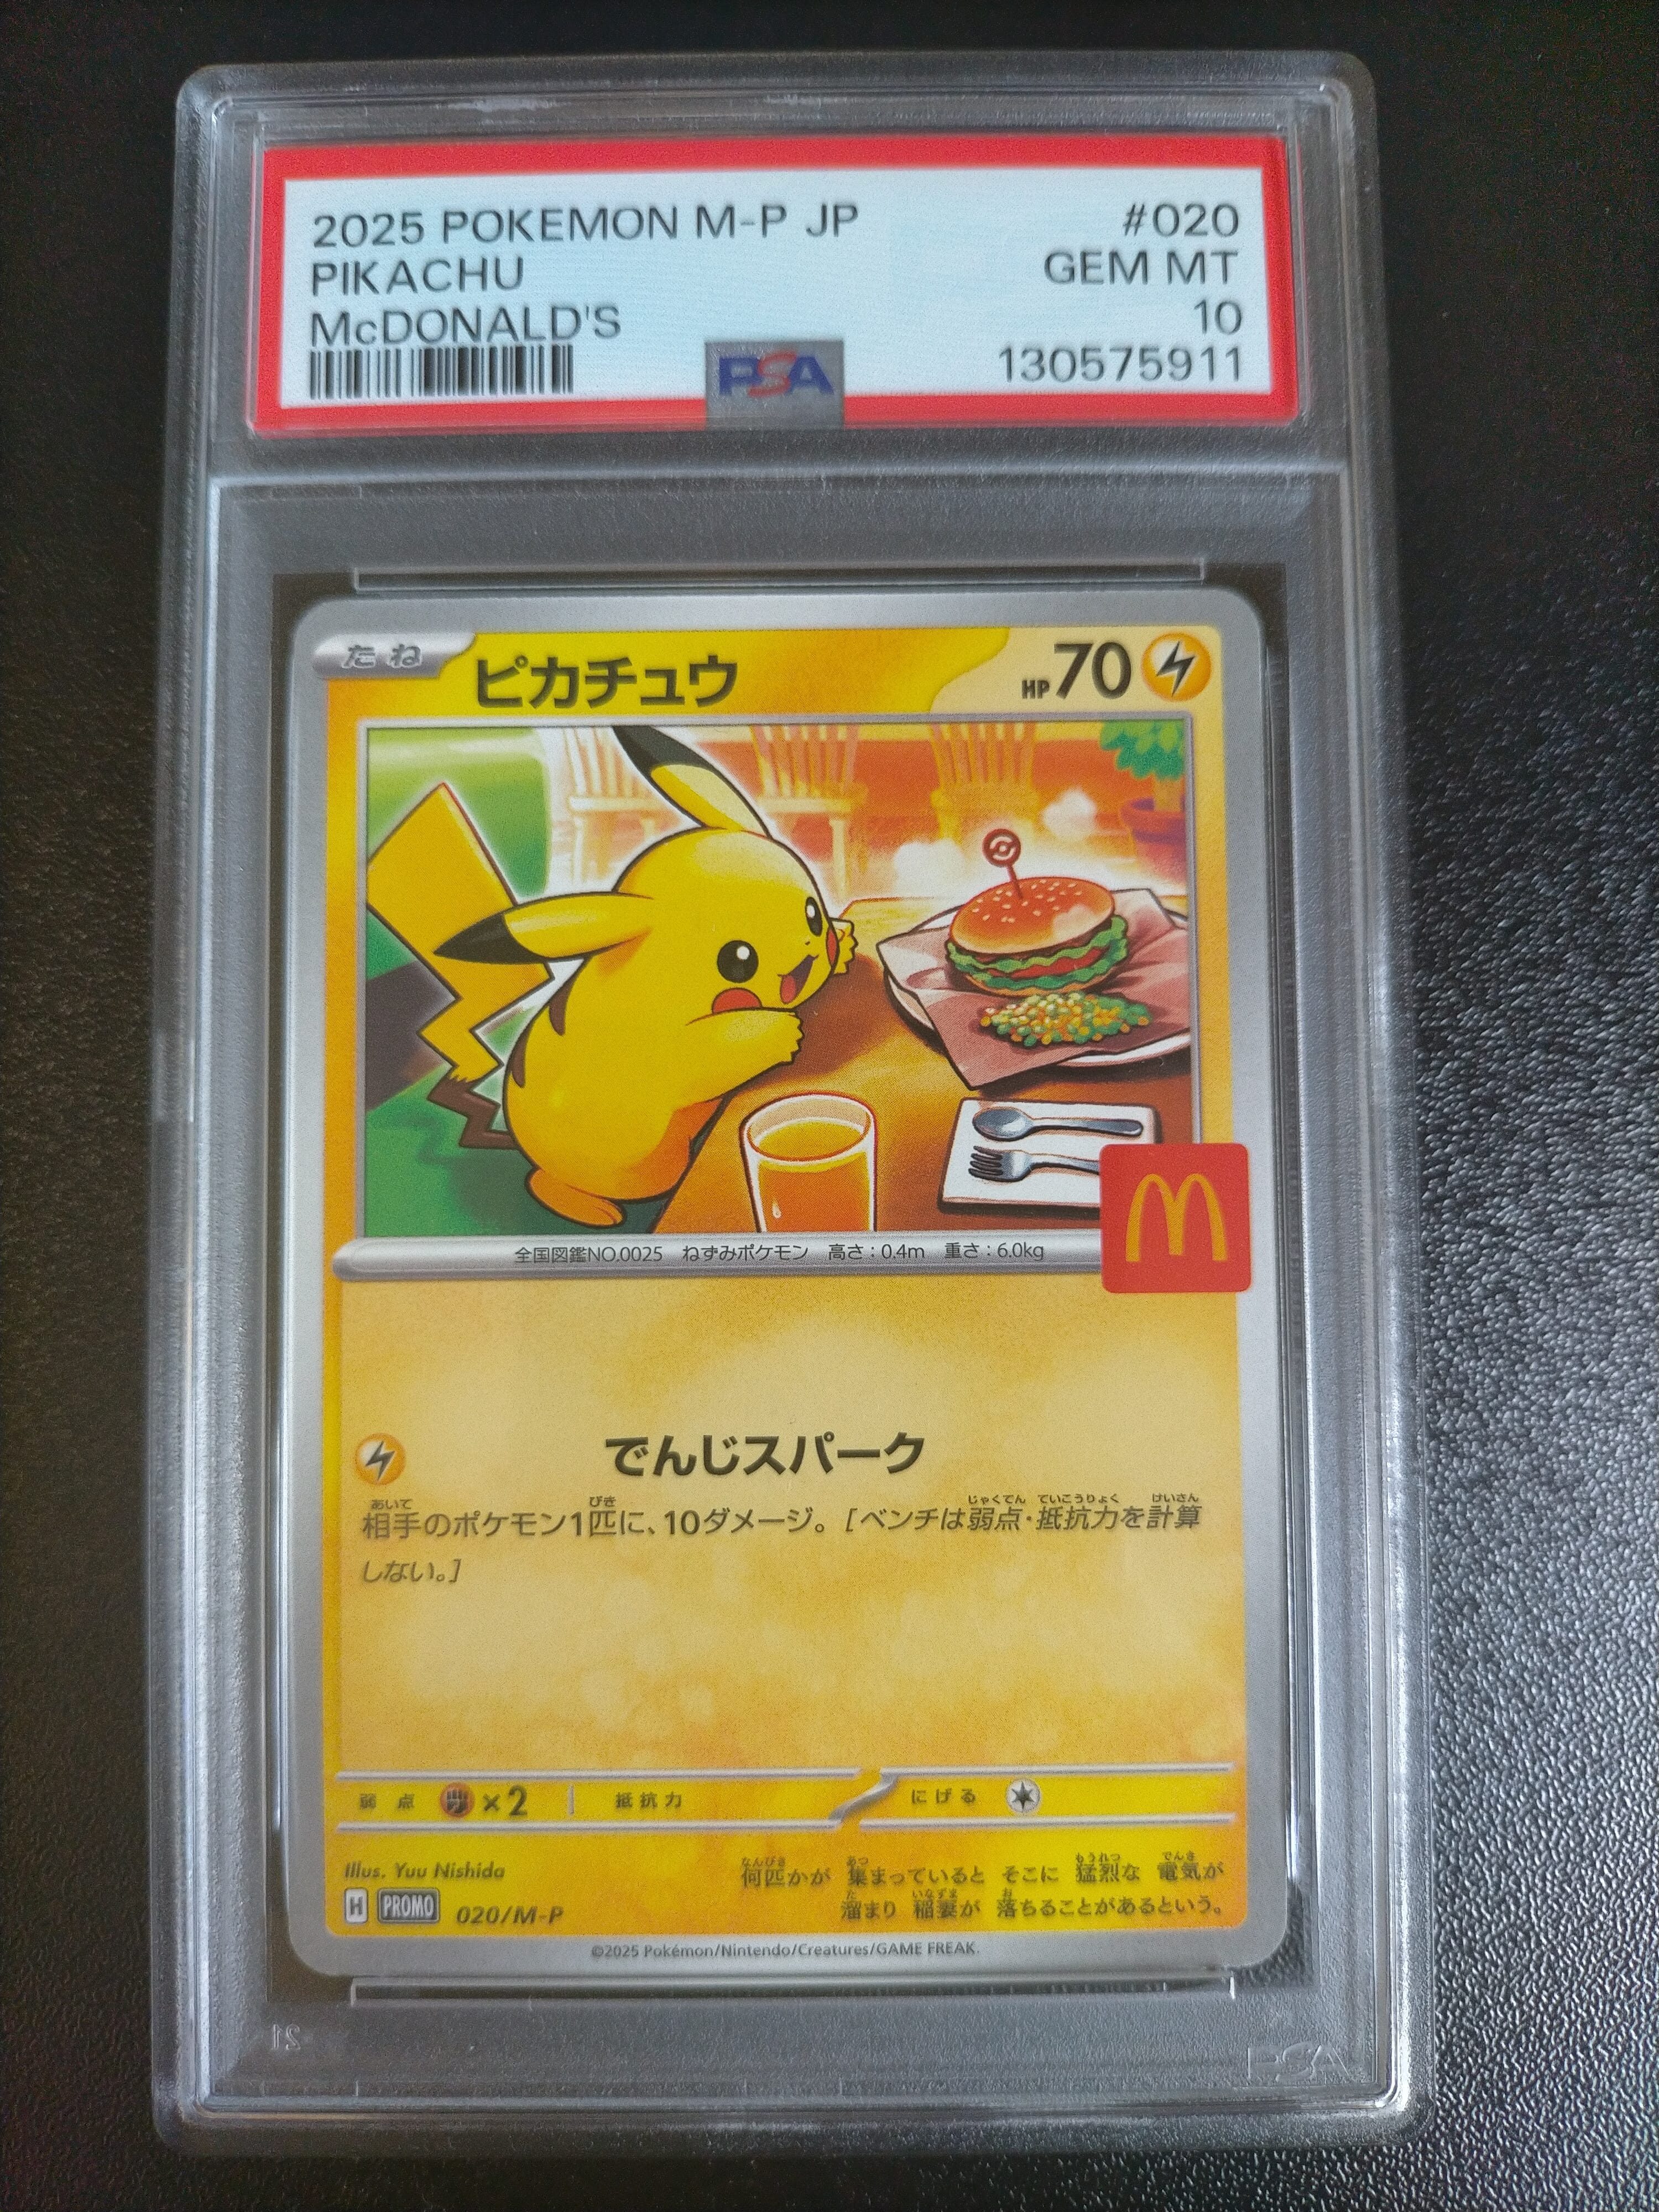 2025 POKEMON M-P JP #020
PIKACHU GEM MT
McDONALD'S 10
PSA 130575911
たね ピカチュウ HP70
全国図鑑NO.0025 ねずみポケモン 高さ：0.4m 重さ：6.0kg
でんじスパーク
相手のポケモン1匹に、10ダメージ。［ベンチは弱点・抵抗力を計算
しない。］
弱点 ×2 抵抗力 にげる
Illus. Yuu Nishida
何匹かが 集まっていると そこに 猛烈な 電気が
溜まり 稲妻が 落ちることがあるという。
H PROMO 020/M-P
©2025 Pokémon/Nintendo/Creatures/GAME FREAK.
PSA